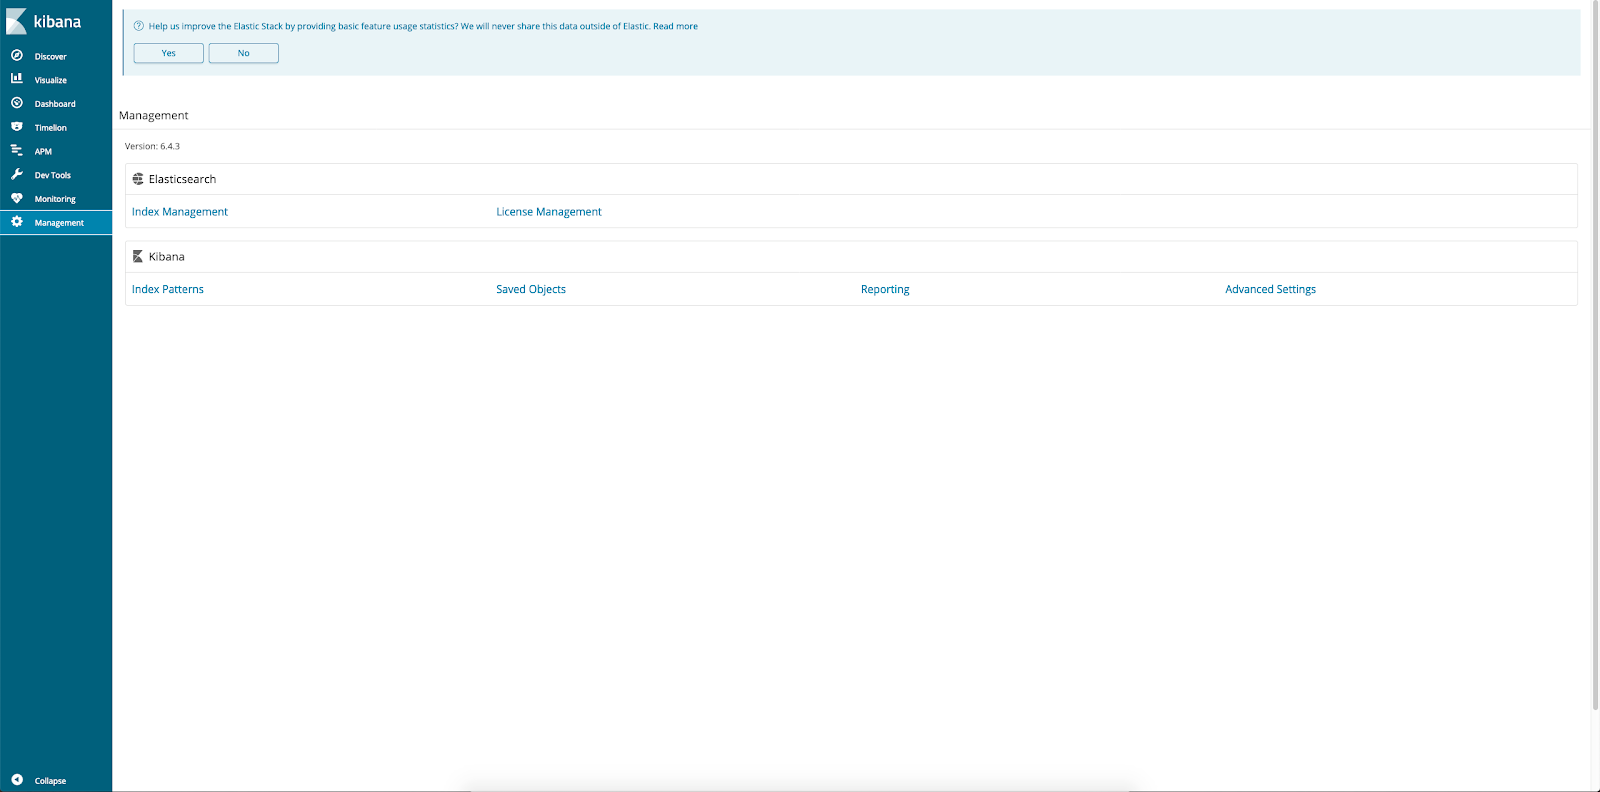 kibana
Discover
Visualize
Dashboard
Timelion
APM
Dev Tools
Monitoring
Management
Collapse
Help us improve the Elastic Stack by providing basic feature usage statistics? We will never share this data outside of Elastic. Read more
Yes No
Management
Version: 6.4.3
Elasticsearch
Index Management License Management
Kibana
Index Patterns Saved Objects Reporting Advanced Settings